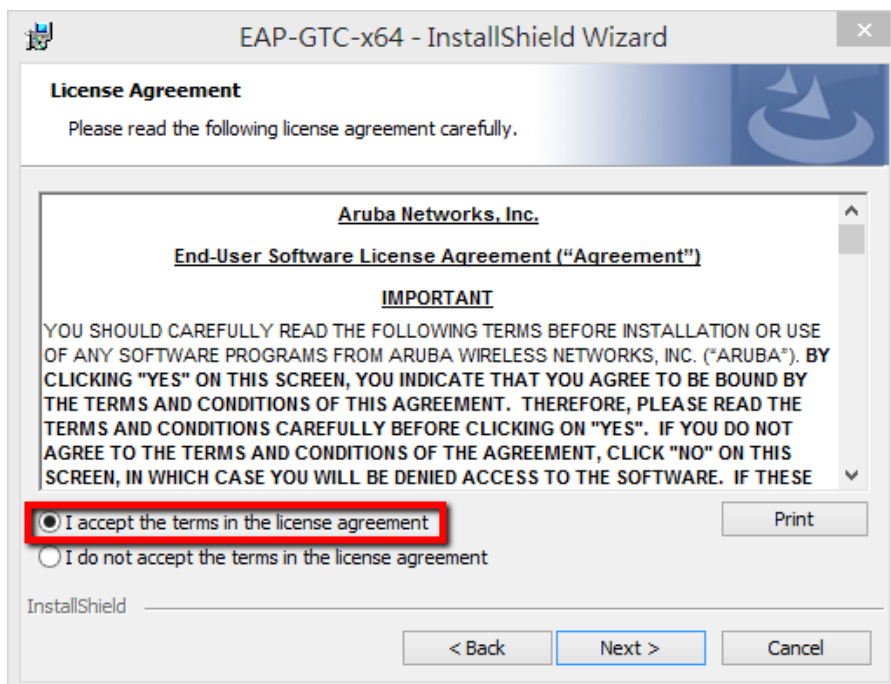 EAP-GTC-x64 - InstallShield Wizard
License Agreement
Please read the following license agreement carefully.
Aruba Networks, Inc.
End-User Software License Agreement (“Agreement”)
IMPORTANT
YOU SHOULD CAREFULLY READ THE FOLLOWING TERMS BEFORE INSTALLATION OR USE
OF ANY SOFTWARE PROGRAMS FROM ARUBA WIRELESS NETWORKS, INC. (“ARUBA”). BY
CLICKING "YES" ON THIS SCREEN, YOU INDICATE THAT YOU AGREE TO BE BOUND BY
THE TERMS AND CONDITIONS OF THIS AGREEMENT. THEREFORE, PLEASE READ THE
TERMS AND CONDITIONS CAREFULLY BEFORE CLICKING ON "YES". IF YOU DO NOT
AGREE TO THE TERMS AND CONDITIONS OF THE AGREEMENT, CLICK "NO" ON THIS
SCREEN, IN WHICH CASE YOU WILL BE DENIED ACCESS TO THE SOFTWARE. IF THESE
I accept the terms in the license agreement
Print
I do not accept the terms in the license agreement
InstallShield
< Back
Next >
Cancel